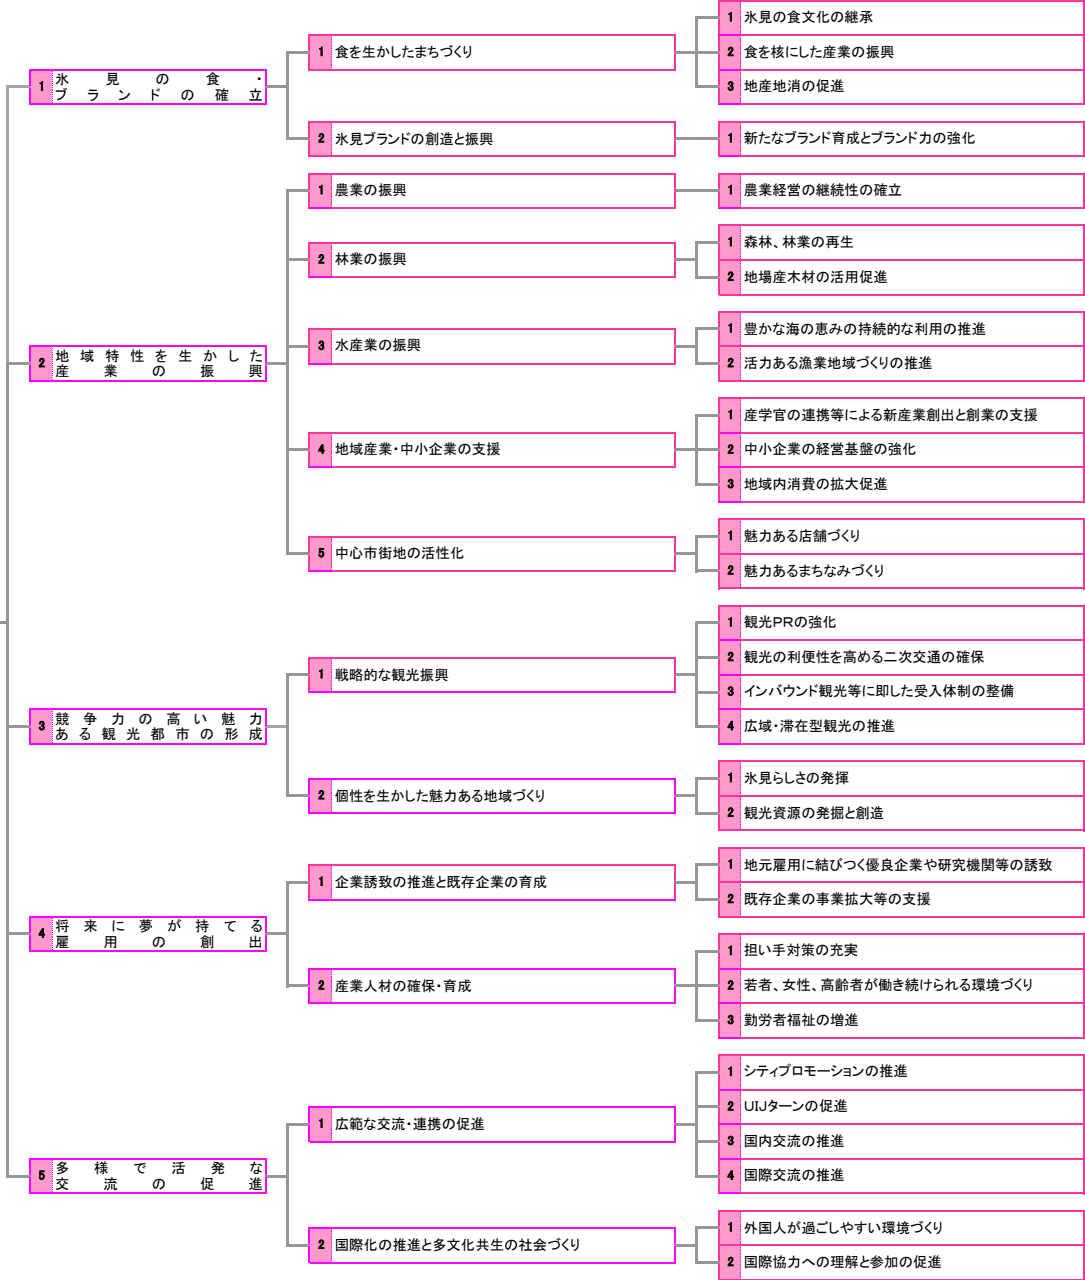 1 氷見の食・
ブランドの確立
1 食を生かしたまちづくり
1 氷見の食文化の継承
2 食を核にした産業の振興
3 地産地消の促進
2 氷見ブランドの創造と振興
1 新たなブランド育成とブランド力の強化
2 地域特性を生かした
産業の振興
1 農業の振興
1 農業経営の継続性の確立
2 林業の振興
1 森林、林業の再生
2 地場産木材の活用促進
3 水産業の振興
1 豊かな海の恵みの持続的な利用の推進
2 活力ある漁業地域づくりの推進
4 地域産業・中小企業の支援
1 産学官の連携等による新産業創出と創業の支援
2 中小企業の経営基盤の強化
3 地域内消費の拡大促進
5 中心市街地の活性化
1 魅力ある店舗づくり
2 魅力あるまちなみづくり
3 競争力の高い魅力
ある観光都市の形成
1 戦略的な観光振興
1 観光PRの強化
2 観光の利便性を高める二次交通の確保
3 インバウンド観光等に即した受入体制の整備
4 広域・滞在型観光の推進
2 個性を生かした魅力ある地域づくり
1 氷見らしさの発揮
2 観光資源の発掘と創造
4 将来に夢が持てる
雇用の創出
1 企業誘致の推進と既存企業の育成
1 地元雇用に結びつく優良企業や研究機関等の誘致
2 既存企業の事業拡大等の支援
2 産業人材の確保・育成
1 担い手対策の充実
2 若者、女性、高齢者が働き続けられる環境づくり
3 勤労者福祉の増進
5 多様で活発な
交流の促進
1 広範な交流・連携の促進
1 シティプロモーションの推進
2 UIJターンの促進
3 国内交流の推進
4 国際交流の推進
2 国際化の推進と多文化共生の社会づくり
1 外国人が過ごしやすい環境づくり
2 国際協力への理解と参加の促進